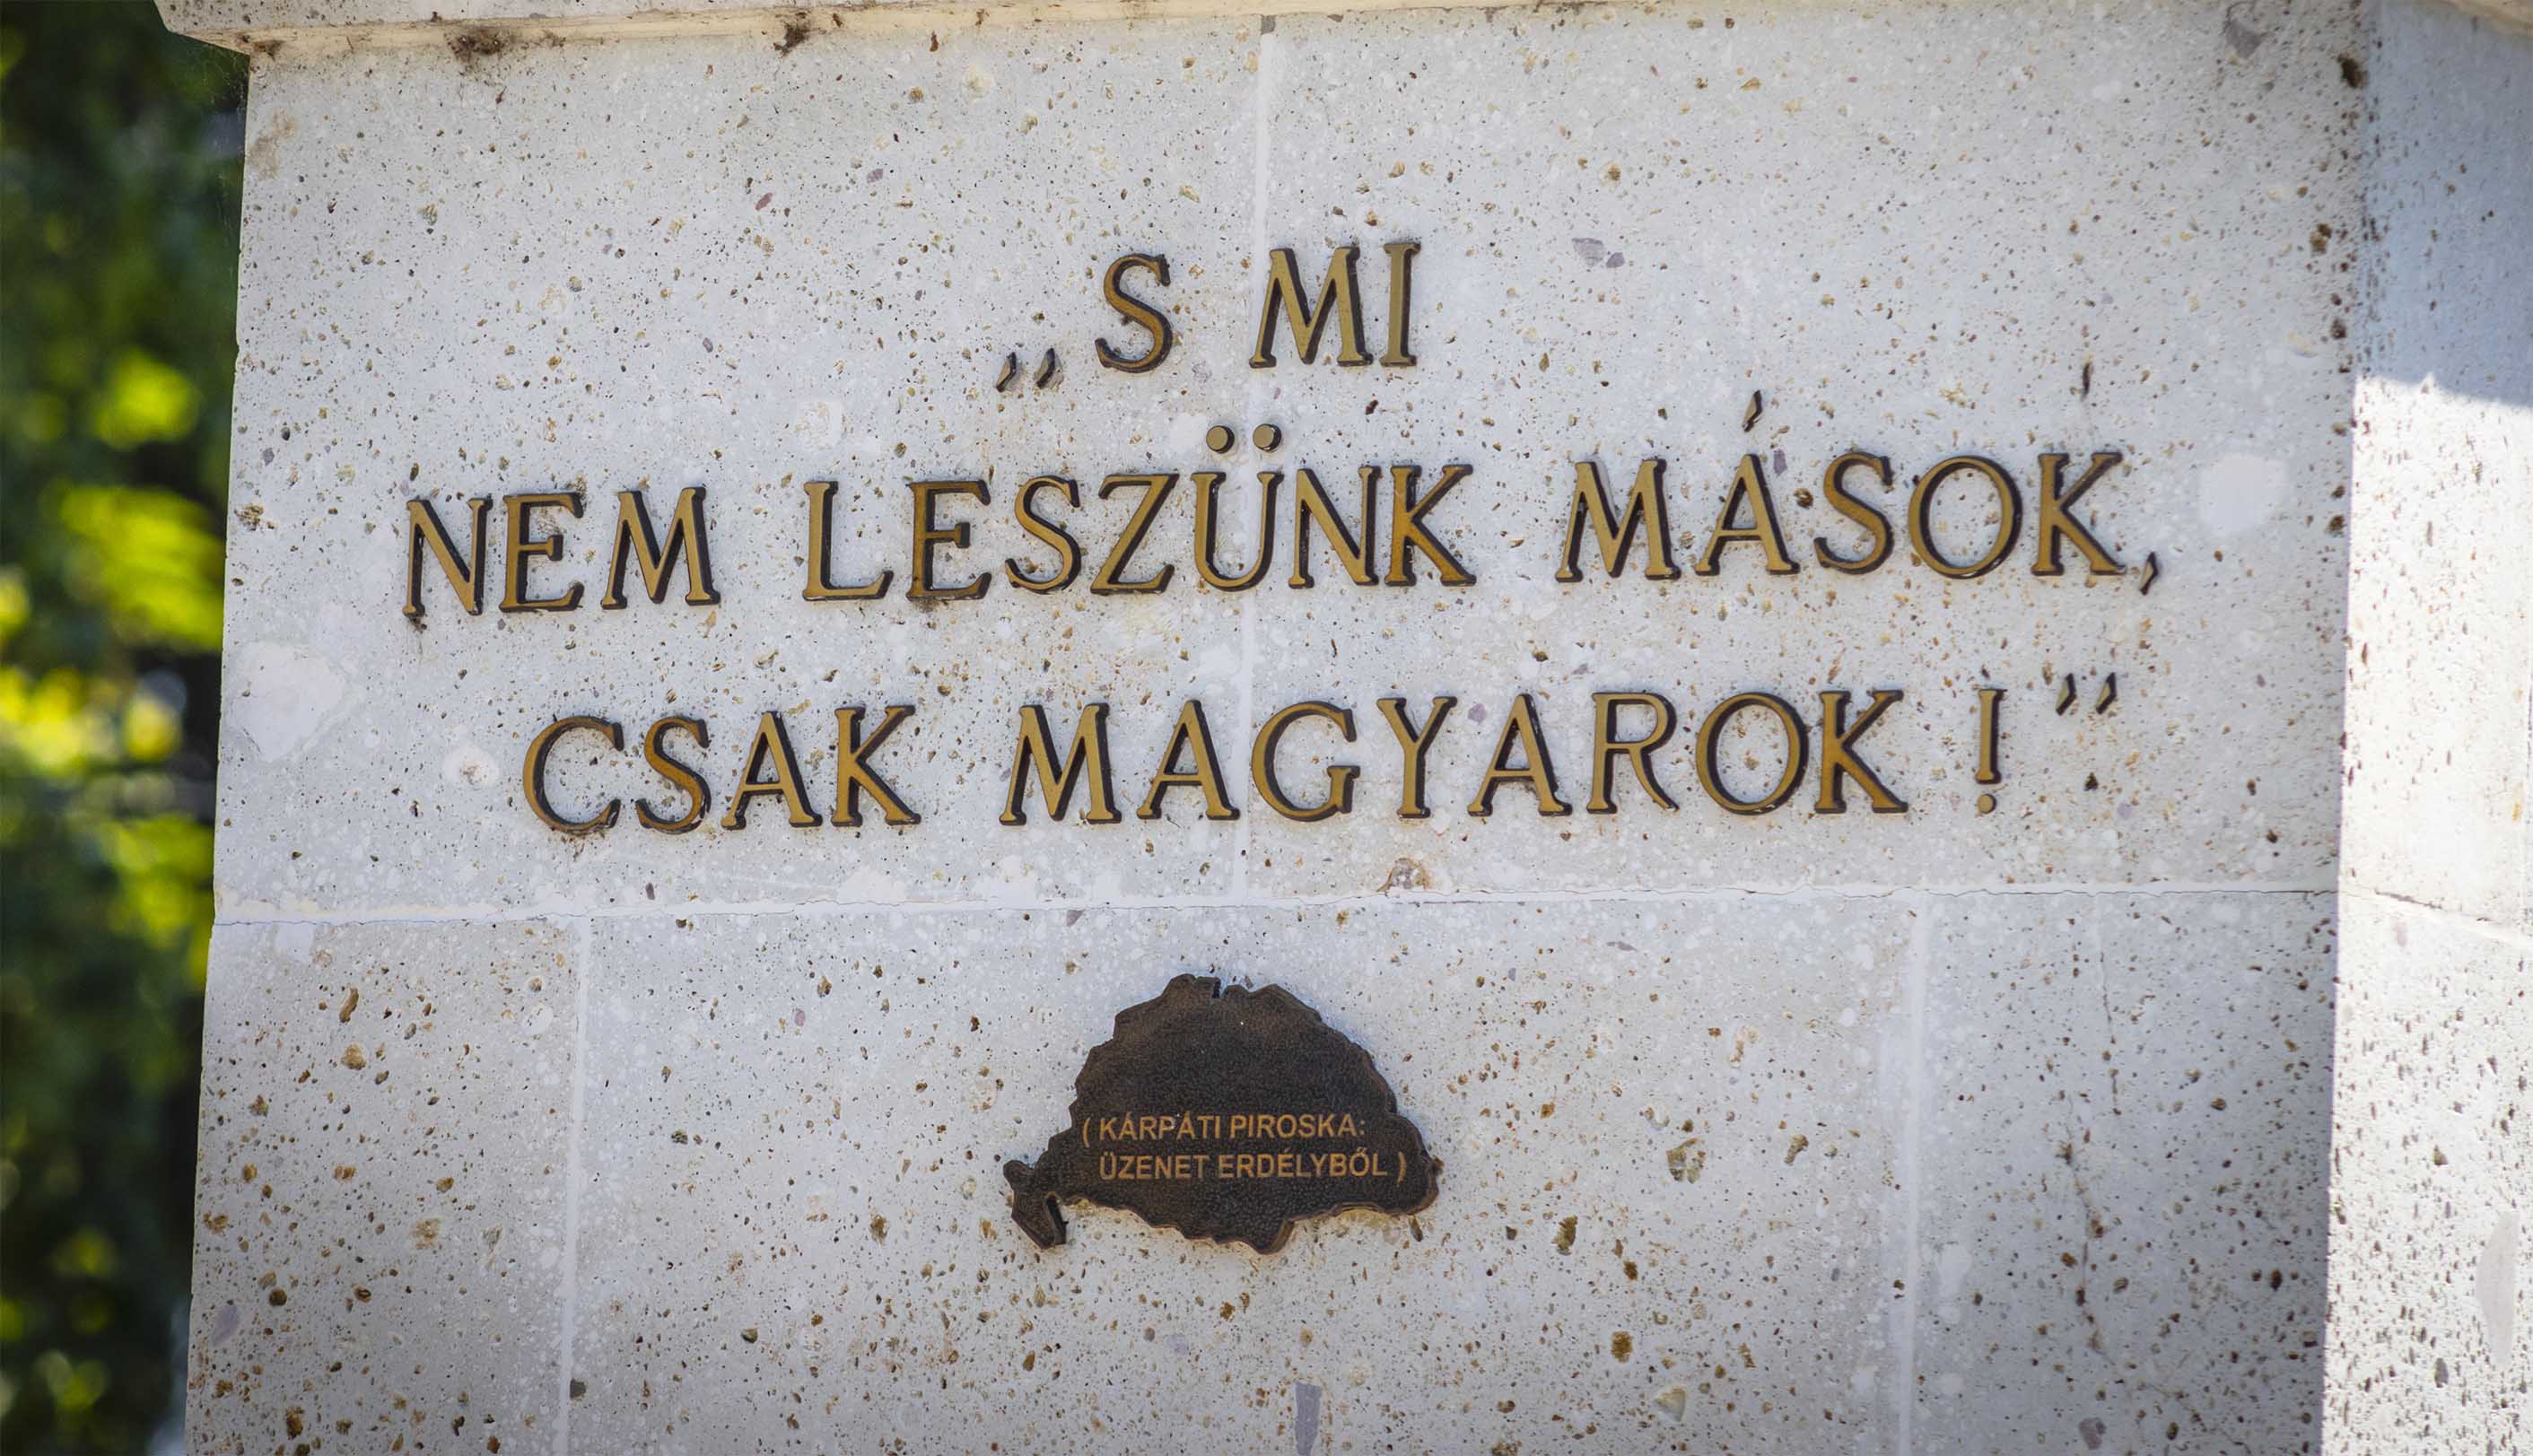 „S MI
NEM LESZÜNK MÁSOK,
CSAK MAGYAROK!”
(KÁRPÁTI PIROSKA:
ÜZENET ERDÉLYBŐL)